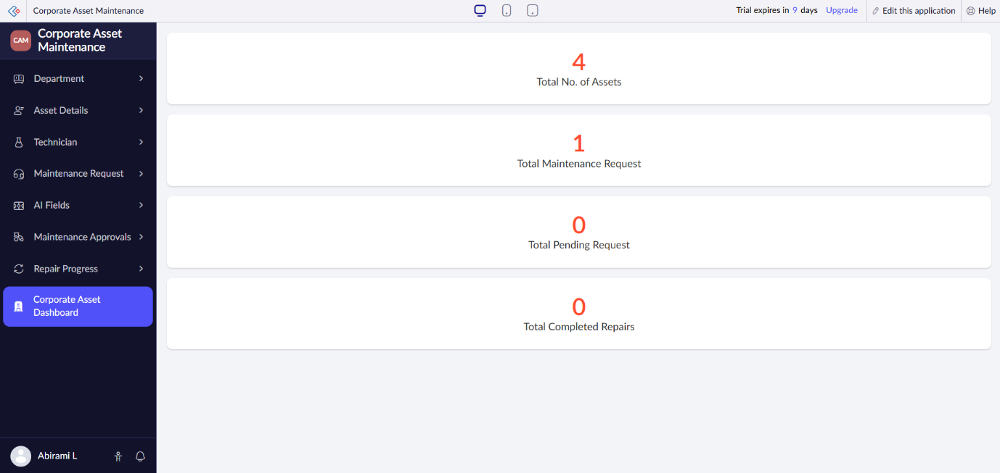 Corporate Asset Maintenance
Trial expires in 9 days Upgrade
Edit this application
Help
CAM
Corporate Asset
Maintenance
Department
Asset Details
Technician
Maintenance Request
AI Fields
Maintenance Approvals
Repair Progress
Corporate Asset
Dashboard
Abirami L
4
Total No. of Assets
1
Total Maintenance Request
0
Total Pending Request
0
Total Completed Repairs